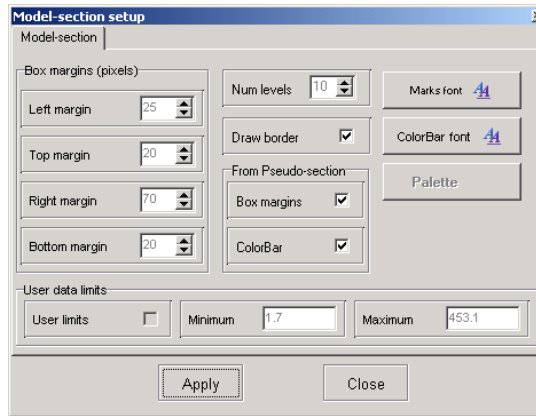 Model-section setup
Model-section
Box margins (pixels)
Left margin 25
Top margin 20
Right margin 70
Bottom margin 20
Num levels 10
Draw border
From Pseudo-section
Box margins
ColorBar
Marks font
ColorBar font
Palette
User data limits
User limits
Minimum 1.7
Maximum 453.1
Apply
Close